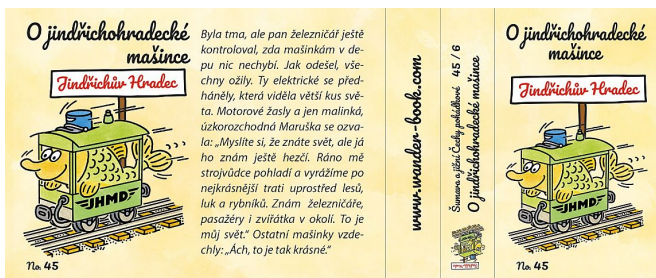 O jindřichohradecké
mašince
Jindřichův Hradec
JHMD
No. 45
Byla tma, ale pan železničář ještě
kontroloval, zda mašinkám v de-
pu nic nechybí. Jak odešel, vše-
chny ožily. Ty elektrické se před-
háněly, která viděla větší kus svě-
ta. Motorové žasly a jen malinká,
úzkorozchodná Maruška se ozva-
la: „Myslíte si, že znáte svět, ale já
ho znám ještě hezčí. Ráno mě
strojvůdce pohladí a vyrážíme po
nejkrásnější trati uprostřed lesů,
luk a rybníků. Znám železničáře,
pasažéry i zvířátka v okolí. To je
můj svět.“ Ostatní mašinky vzde-
chly: „Ách, to je tak krásné.“
www.wander-book.com
Šumava a jižní Čechy pohádkové 45 / 6
O jindřichohradecké mašince
O jindřichohradecké
mašince
Jindřichův Hradec
JHMD
No. 45